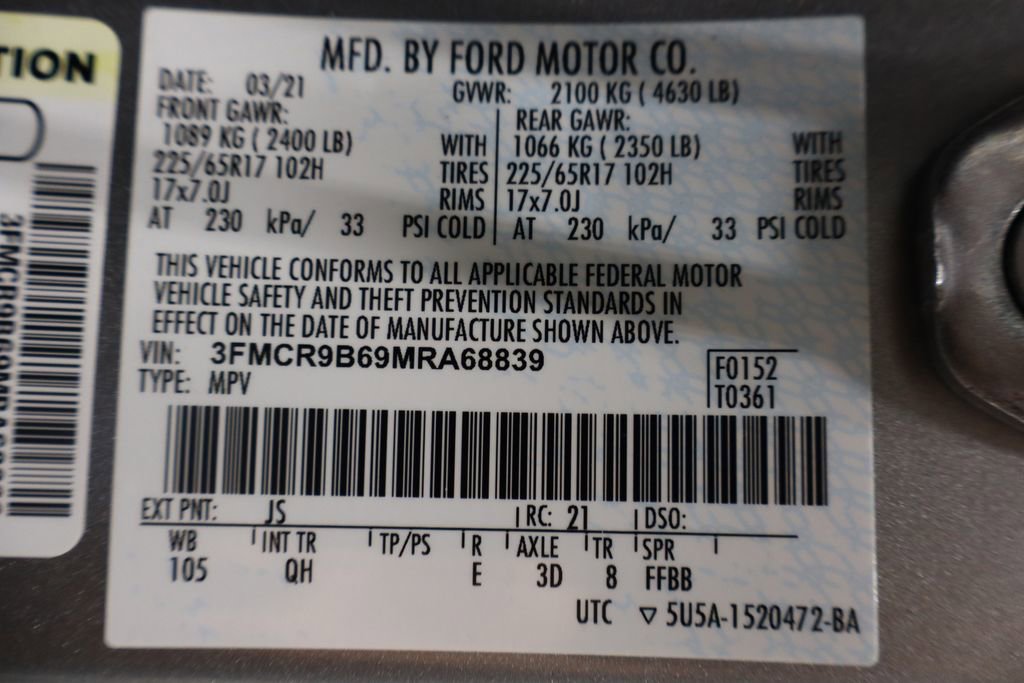 TION
MFD. BY FORD MOTOR CO.
DATE: 03/21 GVWR: 2100 KG ( 4630 LB)
FRONT GAWR: REAR GAWR:
1089 KG ( 2400 LB) WITH 1066 KG ( 2350 LB) WITH
225/65R17 102H TIRES 225/65R17 102H TIRES
17x7.0J RIMS 17x7.0J RIMS
AT 230 kPa/ 33 PSI COLD AT 230 kPa/ 33 PSI COLD
THIS VEHICLE CONFORMS TO ALL APPLICABLE FEDERAL MOTOR
VEHICLE SAFETY AND THEFT PREVENTION STANDARDS IN
EFFECT ON THE DATE OF MANUFACTURE SHOWN ABOVE.
VIN: 3FMCR9B69MRA68839
F0152
TYPE: MPV
T0361
EXT PNT: JS RC: 21 DSO:
WB INT TR TP/PS R AXLE TR SPR
105 QH E 3D 8 FFBB
UTC ▽ 5U5A-1520472-BA